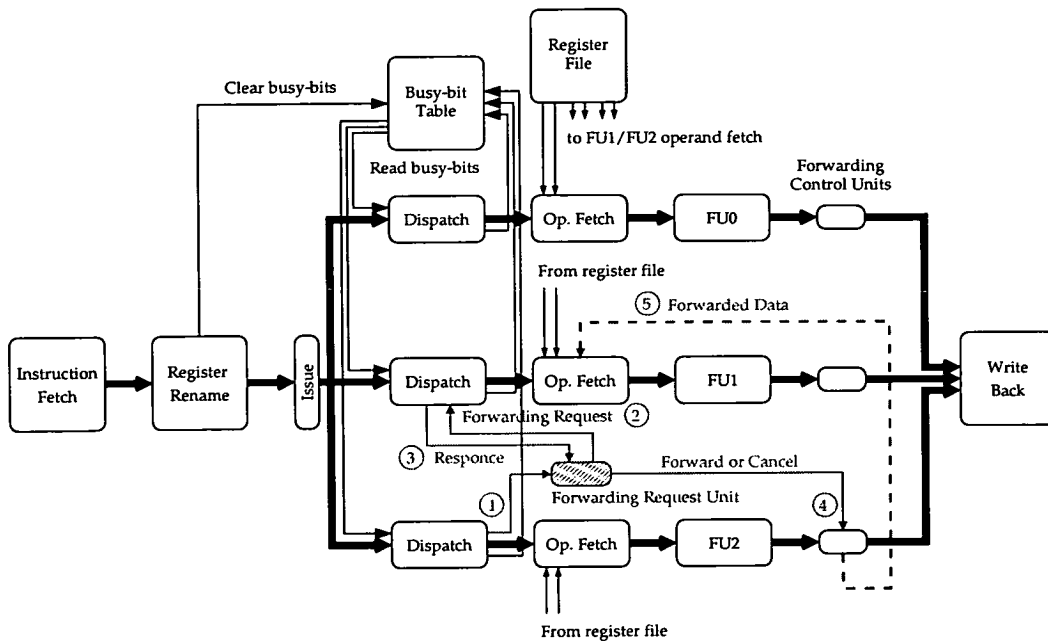 Register
File
Clear busy-bits
Busy-bit
Table
to FU1/FU2 operand fetch
Read busy-bits
Forwarding
Control Units
Dispatch
Op. Fetch
FU0
From register file
5 Forwarded Data
Instruction
Fetch
Register
Rename
Issue
Dispatch
Op. Fetch
FU1
Write
Back
Forwarding Request 2
3 Responce
Forward or Cancel
1
Forwarding Request Unit
4
Dispatch
Op. Fetch
FU2
From register file